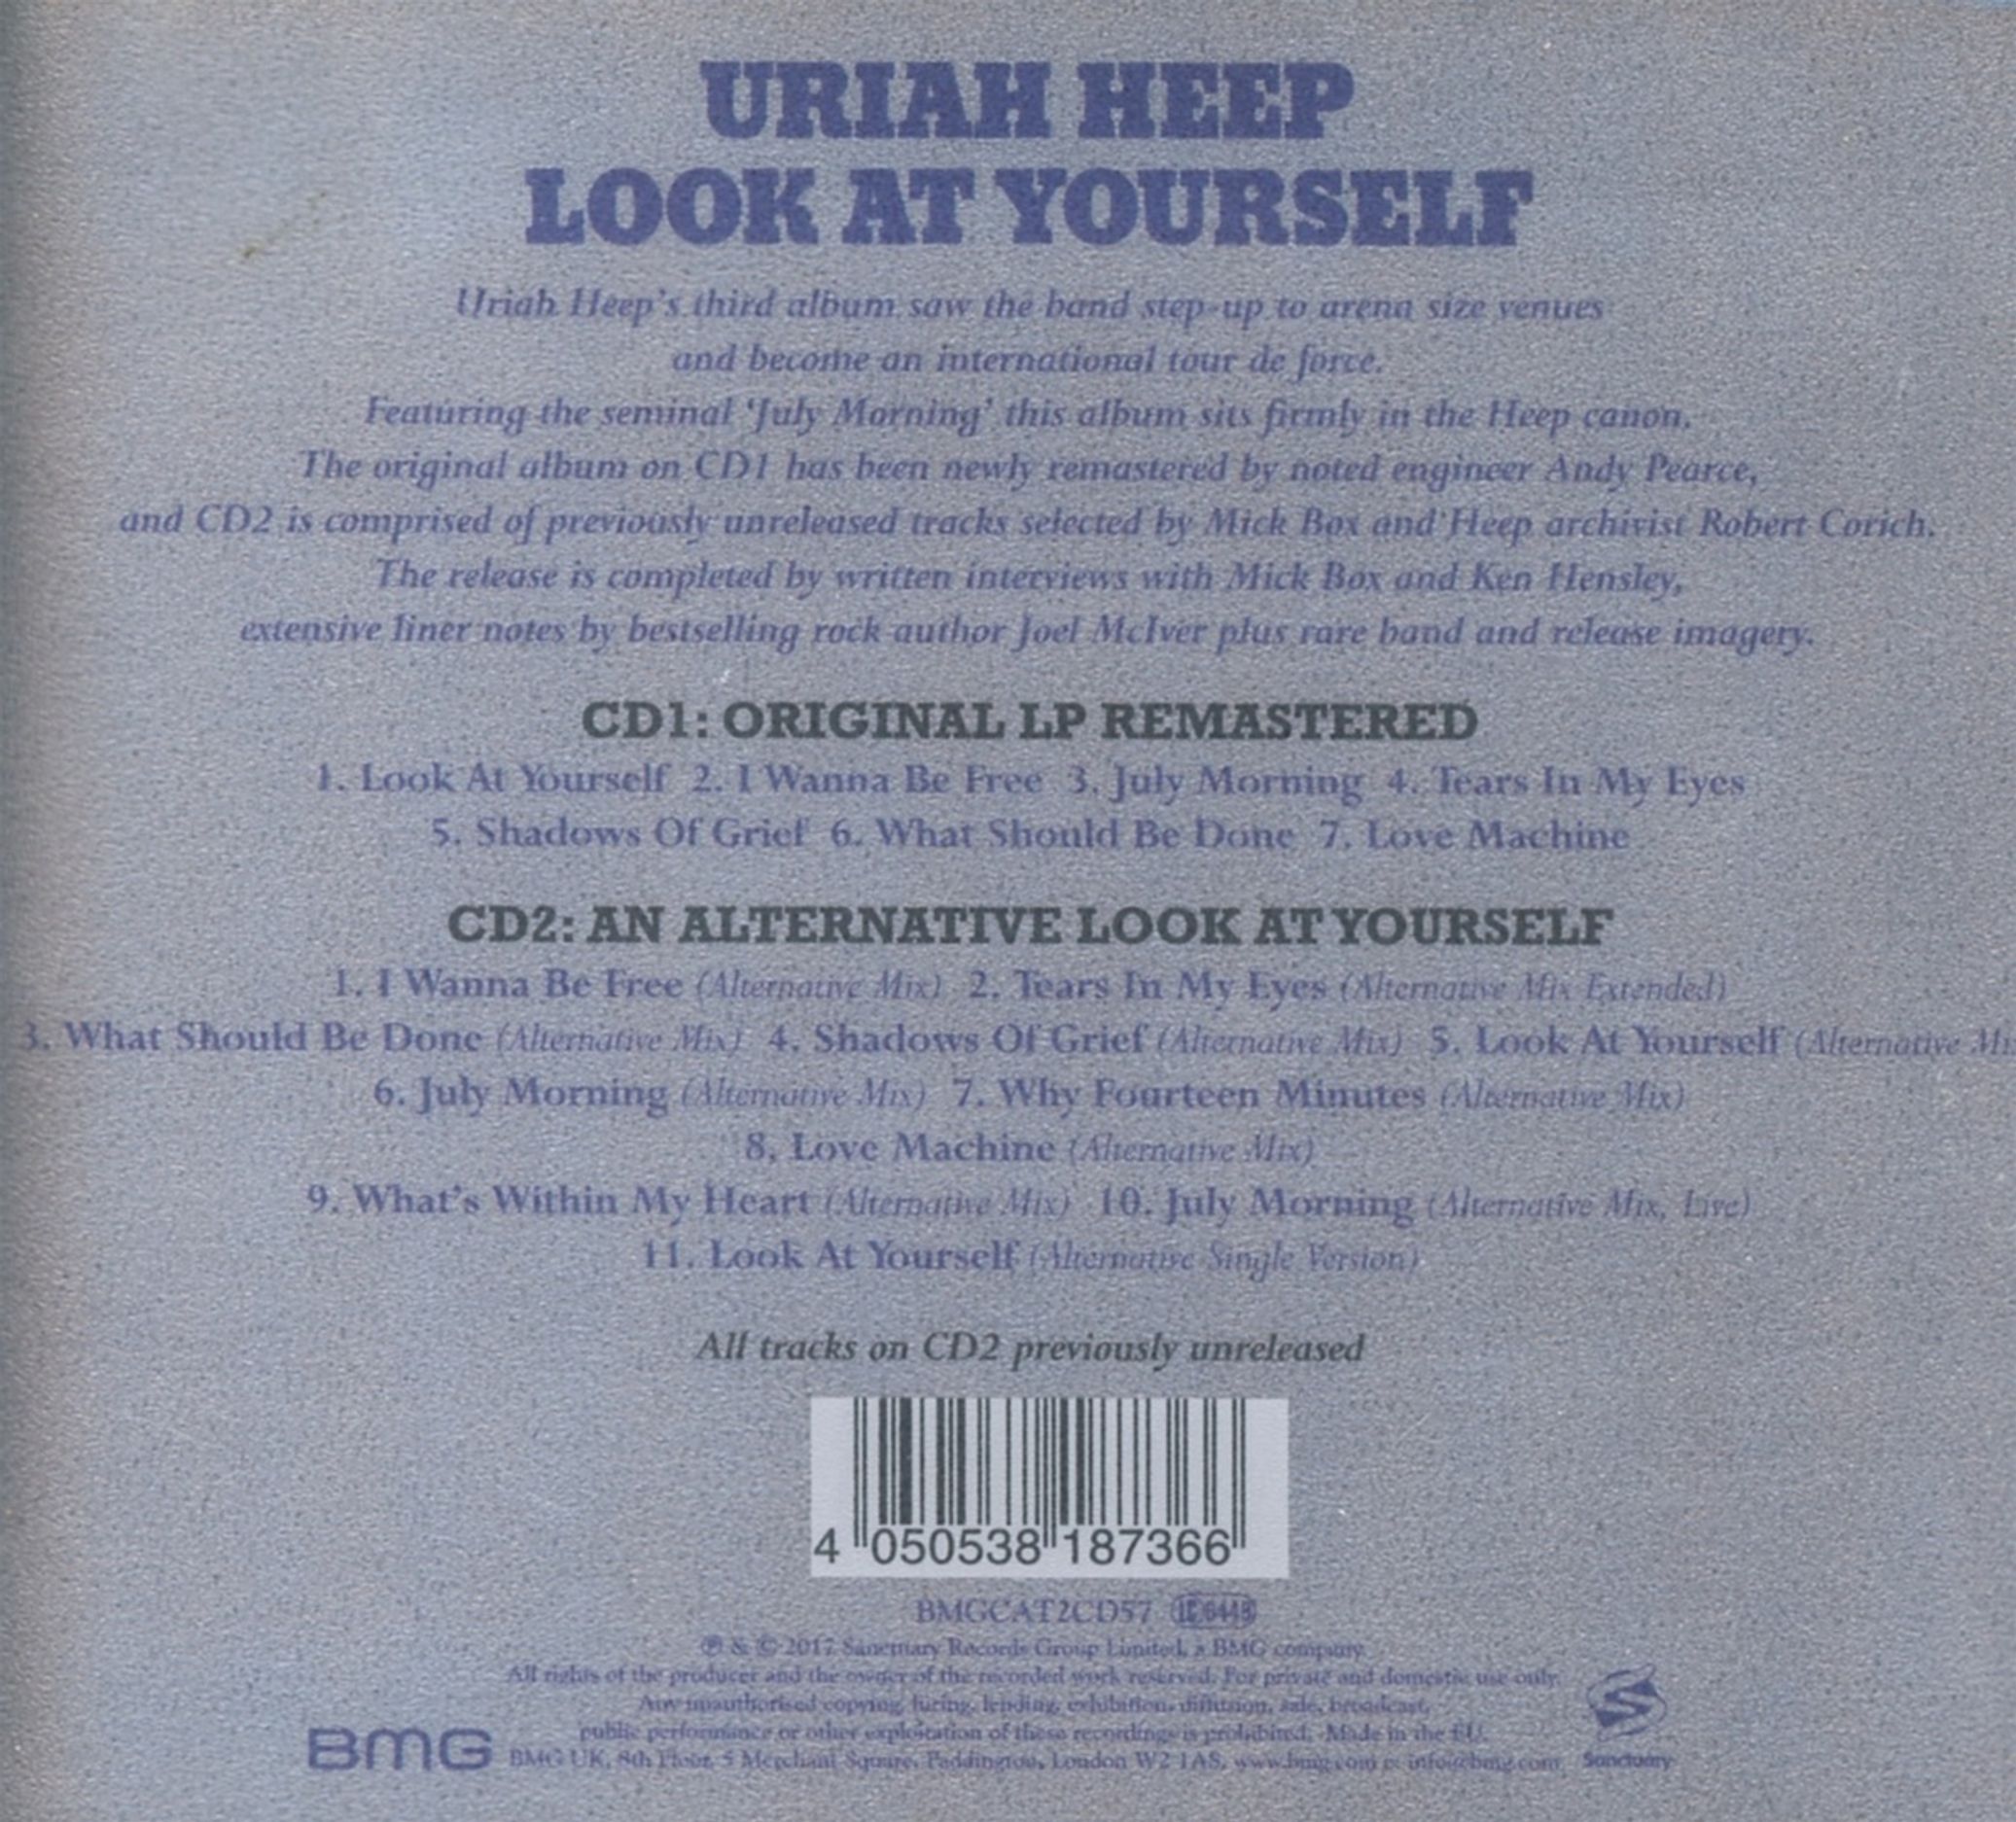 URIAH HEEP
LOOK AT YOURSELF
Uriah Heep's third album saw the band step-up to arena size venues
and become an international tour de force.
Featuring the seminal 'July Morning' this album sits firmly in the Heep canon.
The original album on CD1 has been newly remastered by noted engineer Andy Pearce,
and CD2 is comprised of previously unreleased tracks selected by Mick Box and Heep archivist Robert Corich.
The release is completed by written interviews with Mick Box and Ken Hensley,
extensive liner notes by bestselling rock author Joel McIver plus rare band and release imagery.
CD1: ORIGINAL LP REMASTERED
1. Look At Yourself 2. I Wanna Be Free 3. July Morning 4. Tears In My Eyes
5. Shadows Of Grief 6. What Should Be Done 7. Love Machine
CD2: AN ALTERNATIVE LOOK AT YOURSELF
1. I Wanna Be Free (Alternative Mix) 2. Tears In My Eyes (Alternative Mix Extended)
3. What Should Be Done (Alternative Mix) 4. Shadows Of Grief (Alternative Mix) 5. Look At Yourself (Alternative Mi
6. July Morning (Alternative Mix) 7. Why Fourteen Minutes (Alternative Mix)
8. Love Machine (Alternative Mix)
9. What's Within My Heart (Alternative Mix) 10. July Morning (Alternative Mix, Live)
11. Look At Yourself (Alternative Single Version)
All tracks on CD2 previously unreleased
4 050538 187366
BMGCAT2CD57
℗ & © 2017 Sanctuary Records Group Limited, a BMG company
All rights of the producer and the owner of the recorded work reserved. For private and domestic use only.
Any unauthorised copying, hiring, lending, exhibition, diffusion, sale, broadcast,
public performance or other exploitation of these recordings is prohibited. Made in the EU.
BMG BMG UK, 8th Floor, 5 Merchant Square, Paddington, London W2 1AS. www.bmg.com info@bmg.com
Sanctuary